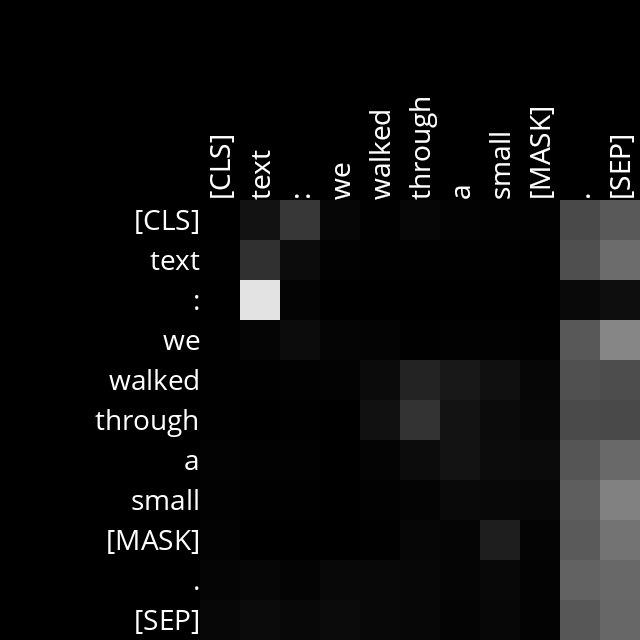 [CLS] text : we walked through a small [MASK] . [SEP]
[CLS]
text
:
we
walked
through
a
small
[MASK]
.
[SEP]